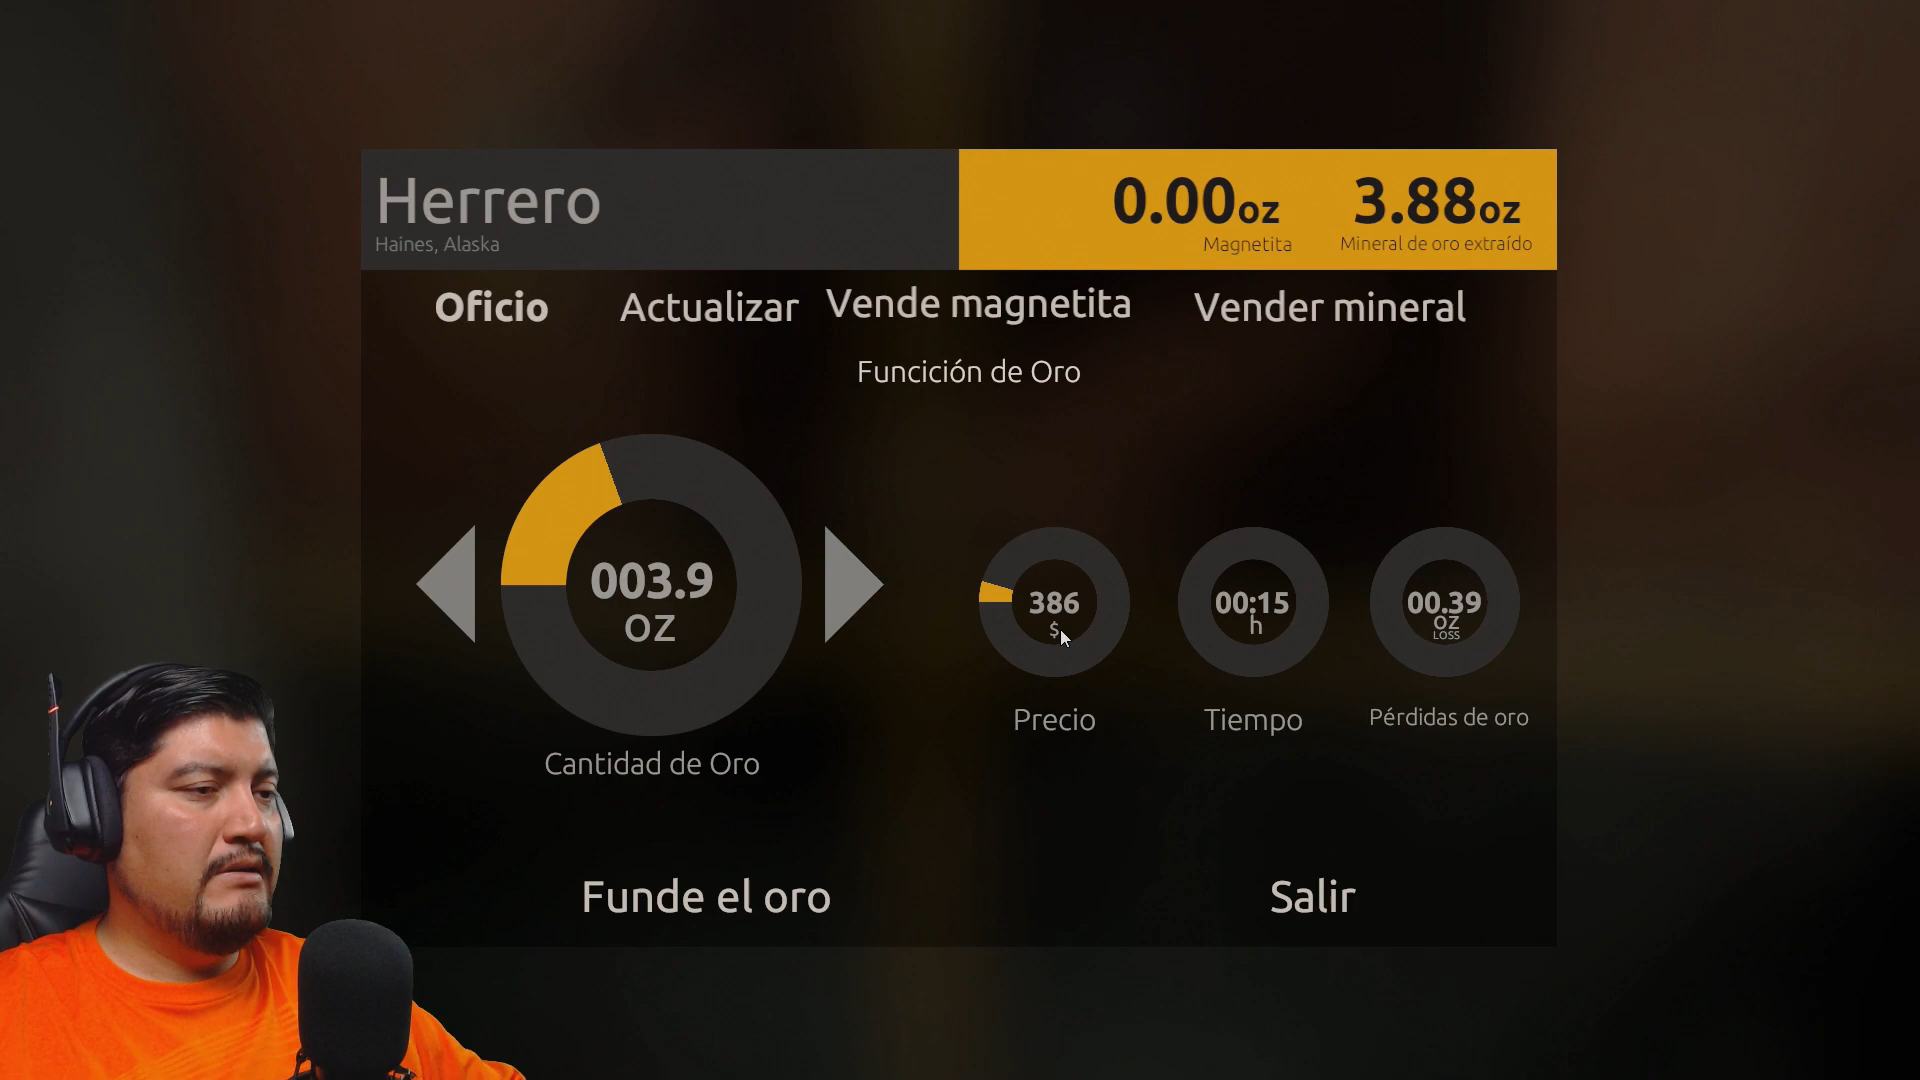 Herrero
Haines, Alaska
0.00oz
Magnetita
3.88oz
Mineral de oro extraído
Oficio
Actualizar
Vende magnetita
Vender mineral
Funcición de Oro
003.9
OZ
Cantidad de Oro
386
$
Precio
00:15
h
Tiempo
00.39
OZ
LOSS
Pérdidas de oro
Funde el oro
Salir